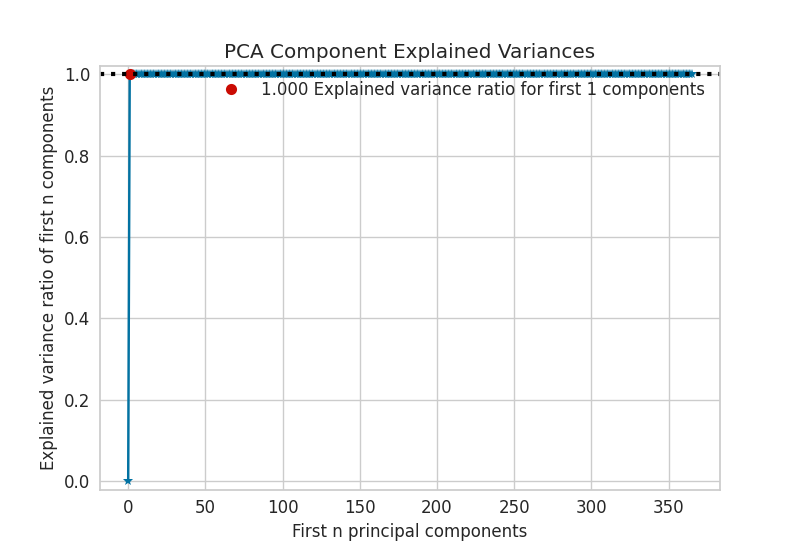 PCA Component Explained Variances
1.000 Explained variance ratio for first 1 components
Explained variance ratio of first n components
1.0
0.8
0.6
0.4
0.2
0.0
0 50 100 150 200 250 300 350
First n principal components